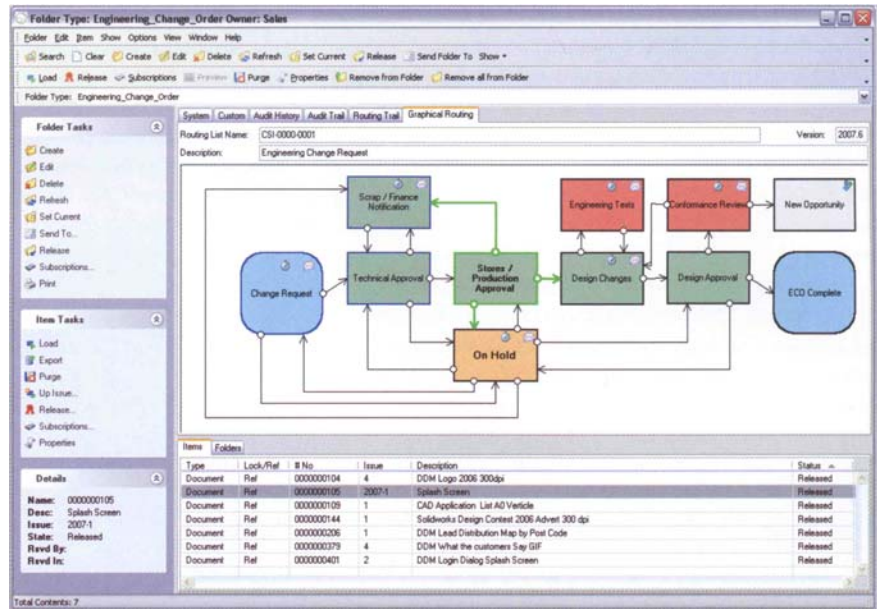 Folder Type: Engineering_Change_Order Owner: Sales
Folder Edit Item Show Options View Window Help
Search Clear Create Edit Delete Refresh Set Current Release Send Folder To Show
Load Release Subscriptions Preview Purge Properties Remove from Folder Remove all from Folder
Folder Type: Engineering_Change_Order
Folder Tasks
Create
Edit
Delete
Refresh
Set Current
Send To...
Release
Subscriptions...
Print
Item Tasks
Load
Export
Purge
Up Issue...
Release...
Subscriptions...
Properties
Details
Name: 0000000105
Desc: Splash Screen
Issue: 2007-1
State: Released
Rsvd By:
Rsvd In:
System Custom Audit History Audit Trail Routing Trail Graphical Routing
Routing List Name: CSI-0000-0001 Version: 2007.6
Description: Engineering Change Request
Scrap / Finance
Notification
Engineering Tests
Conformance Review
New Opportunity
Change Request
Technical Approval
Stores /
Production
Approval
Design Changes
Design Approval
ECO Complete
On Hold
Items Folders
Type Lock/Ref # No Issue Description Status
Document Ref 0000000104 4 DDM Logo 2006 300dpi Released
Document Ref 0000000105 2007-1 Splash Screen Released
Document Ref 0000000109 1 CAD Application List A0 Verticle Released
Document Ref 0000000144 1 Solidworks Design Contest 2006 Advert 300 dpi Released
Document Ref 0000000206 1 DDM Lead Distribution Map by Post Code Released
Document Ref 0000000379 4 DDM What the customers Say GIF Released
Document Ref 0000000401 2 DDM Login Dialog Splash Screen Released
Total Contents: 7